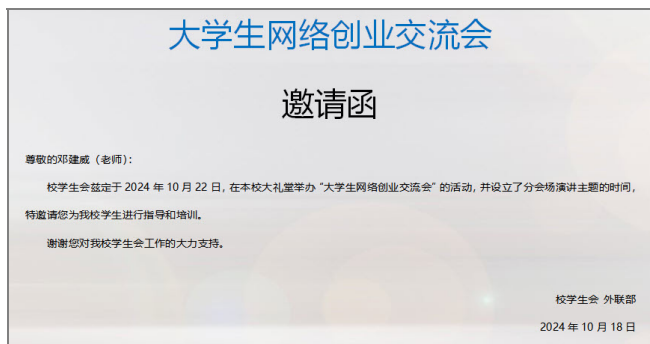 大学生网络创业交流会
邀请函
尊敬的邓建威（老师）：
校学生会兹定于 2024 年 10 月 22 日，在本校大礼堂举办“大学生网络创业交流会”的活动，并设立了分会场演讲主题的时间，
特邀请您为我校学生进行指导和培训。
谢谢您对我校学生会工作的大力支持。
校学生会 外联部
2024 年 10 月 18 日